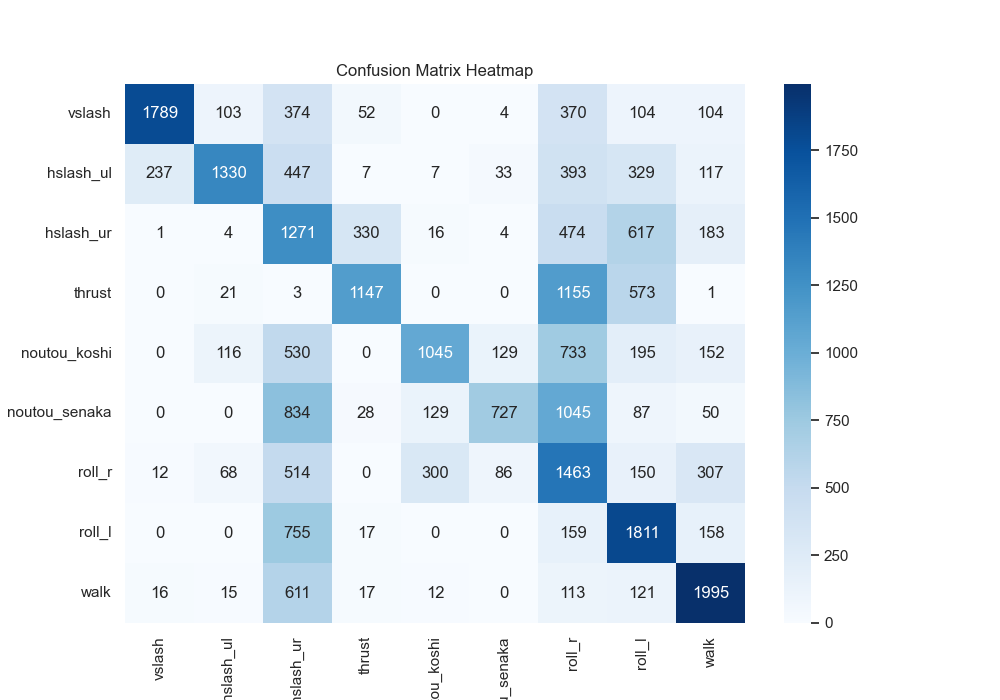 Confusion Matrix Heatmap
vslash 1789 103 374 52 0 4 370 104 104
hslash_ul 237 1330 447 7 7 33 393 329 117
hslash_ur 1 4 1271 330 16 4 474 617 183
thrust 0 21 3 1147 0 0 1155 573 1
noutou_koshi 0 116 530 0 1045 129 733 195 152
noutou_senaka 0 0 834 28 129 727 1045 87 50
roll_r 12 68 514 0 300 86 1463 150 307
roll_l 0 0 755 17 0 0 159 1811 158
walk 16 15 611 17 12 0 113 121 1995
vslash
hslash_ul
hslash_ur
thrust
ou_koshi
u_senaka
roll_r
roll_l
walk
1750
1500
1250
1000
750
500
250
0